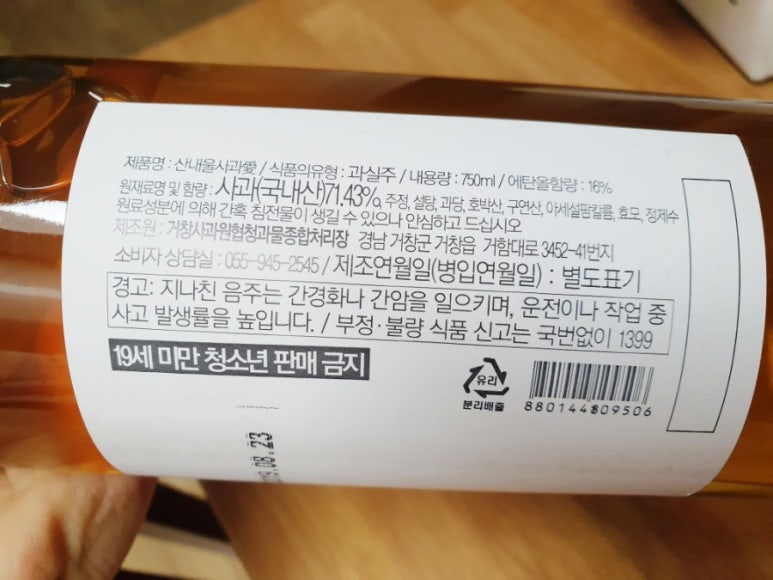 제품명 : 산내울사과愛 / 식품의유형 : 과실주 / 내용량 : 750ml / 에탄올함량 : 16%
원재료명 및 함량 : 사과(국내산)71.43%, 주정, 설탕, 과당, 호박산, 구연산, 아세설팜칼륨, 효모, 정제수
원료성분에 의해 간혹 침전물이 생길 수 있으나 안심하고 드십시오
제조원 : 거창사과원협청과물종합처리장 경남 거창군 거창읍 거함대로 3452-41번지
소비자 상담실 : 055-945-2545 / 제조연월일(병입연월일) : 별도표기
경고: 지나친 음주는 간경화나 간암을 일으키며, 운전이나 작업 중
사고 발생률을 높입니다. / 부정·불량 식품 신고는 국번없이 1399
19세 미만 청소년 판매 금지
유리
분리배출
8801448809506
08.23